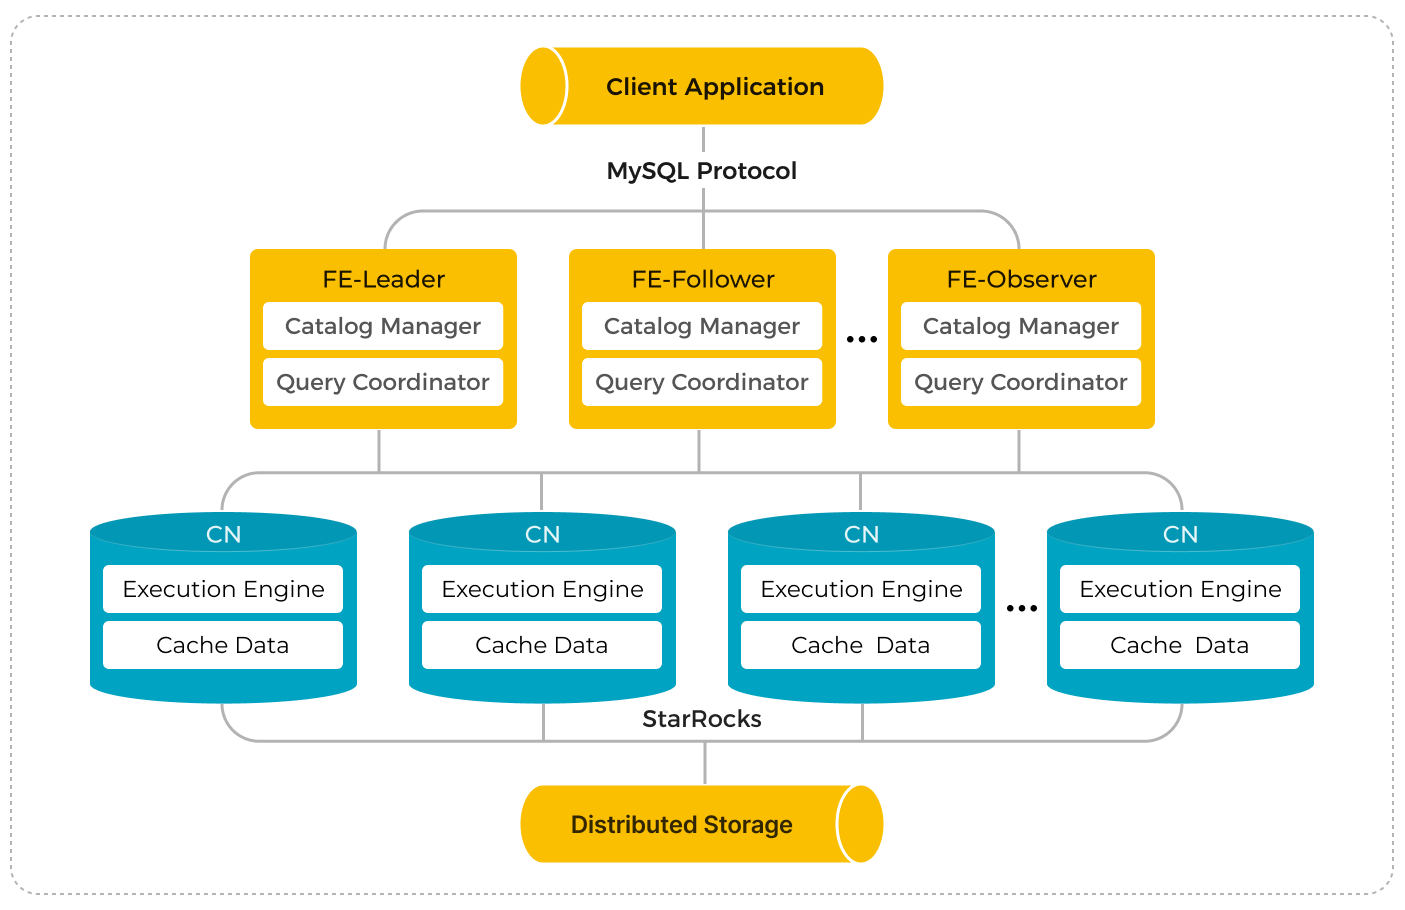 Client Application
MySQL Protocol
FE-Leader
Catalog Manager
Query Coordinator
FE-Follower
Catalog Manager
Query Coordinator
...
FE-Observer
Catalog Manager
Query Coordinator
CN
Execution Engine
Cache Data
CN
Execution Engine
Cache Data
CN
Execution Engine
Cache Data
...
CN
Execution Engine
Cache Data
StarRocks
Distributed Storage